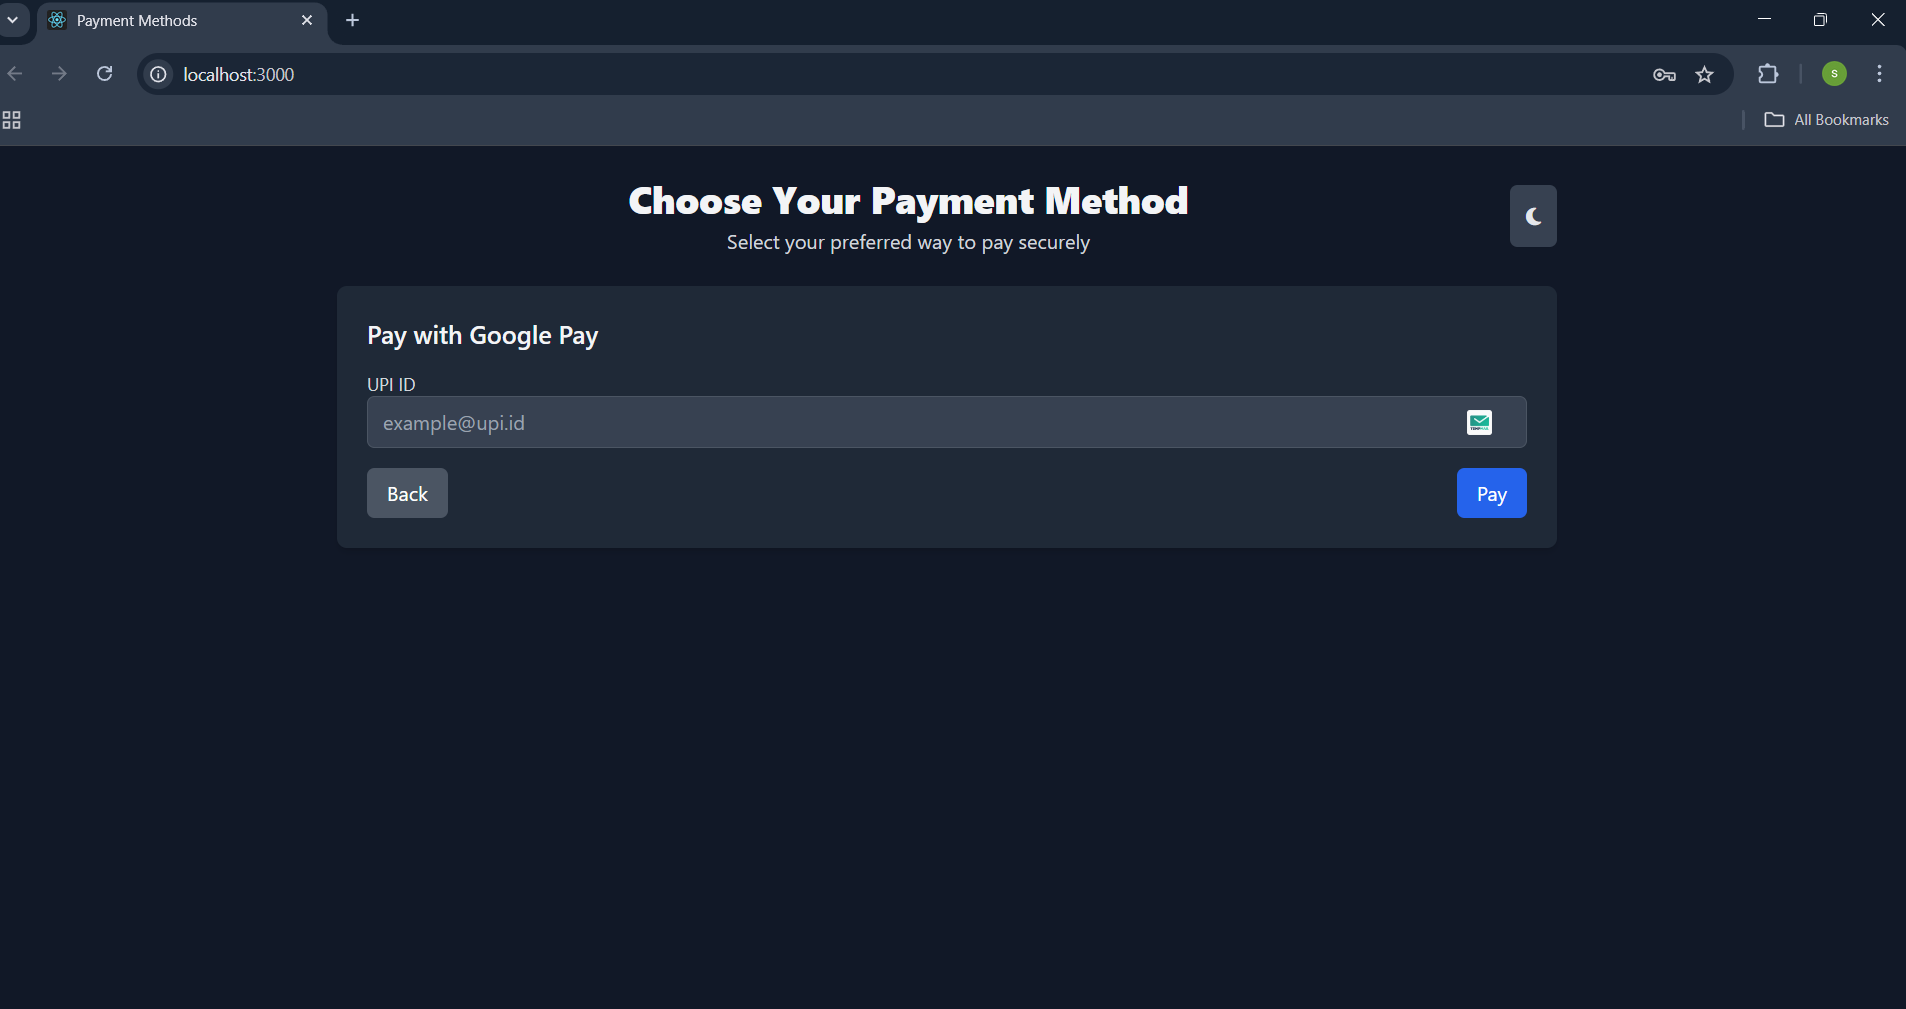 Payment Methods
localhost:3000
S
All Bookmarks
Choose Your Payment Method
Select your preferred way to pay securely
Pay with Google Pay
UPI ID
example@upi.id
Back
Pay